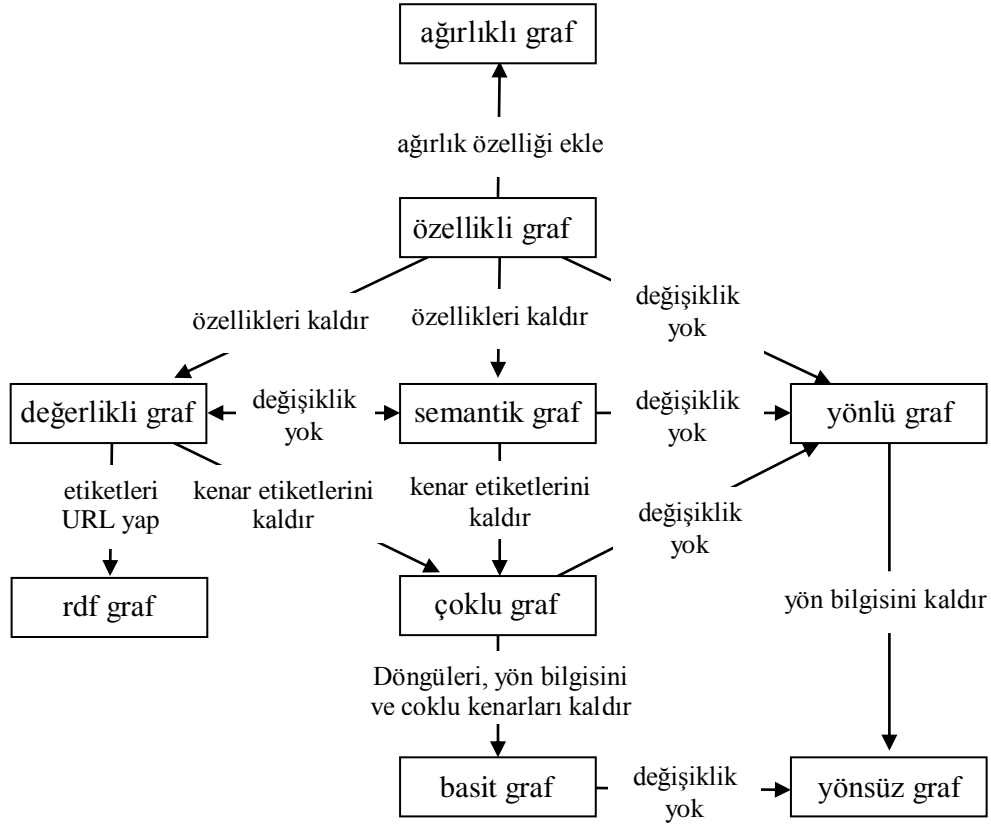 ağırlıklı graf
ağırlık özelliği ekle
özellikli graf
özellikleri kaldır
özellikleri kaldır
değişiklik
yok
değerlikli graf
değişiklik
yok
semantik graf
değişiklik
yok
yönlü graf
etiketleri
URL yap
kenar etiketlerini
kaldır
kenar etiketlerini
kaldır
değişiklik
yok
rdf graf
çoklu graf
yön bilgisini kaldır
Döngüleri, yön bilgisini
ve coklu kenarları kaldır
basit graf
değişiklik
yok
yönsüz graf